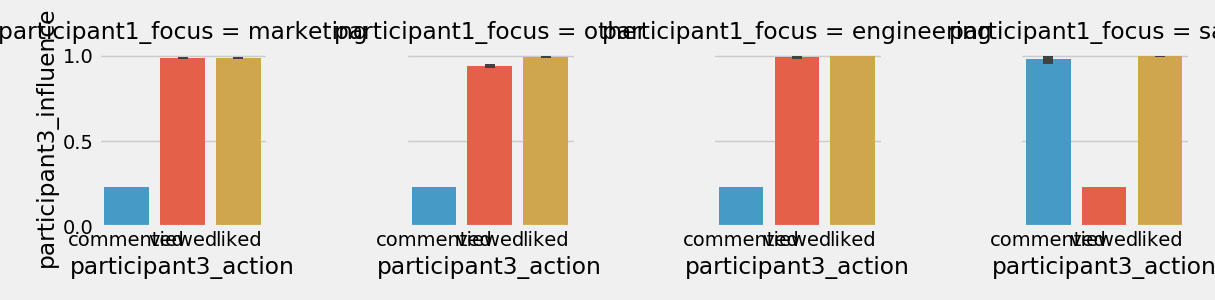 participant1_focus = marketing
participant1_focus = other
participant1_focus = engineering
participant1_focus = sa
participant3_influence
1.0
0.5
0.0
commented viewed liked
commented viewed liked
commented viewed liked
commented viewed liked
participant3_action
participant3_action
participant3_action
participant3_action